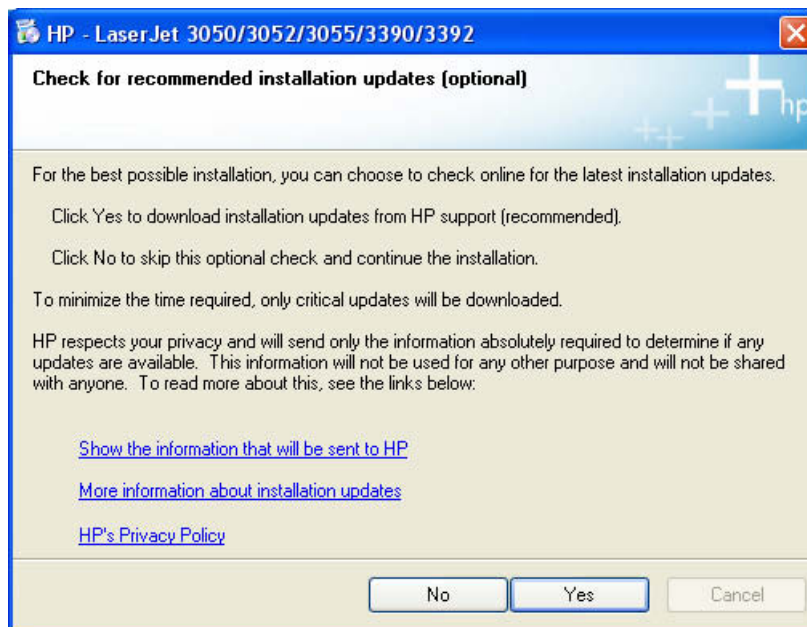 HP - LaserJet 3050/3052/3055/3390/3392
Check for recommended installation updates (optional)
hp
For the best possible installation, you can choose to check online for the latest installation updates.
Click Yes to download installation updates from HP support (recommended).
Click No to skip this optional check and continue the installation.
To minimize the time required, only critical updates will be downloaded.
HP respects your privacy and will send only the information absolutely required to determine if any
updates are available.  This information will not be used for any other purpose and will not be shared
with anyone.  To read more about this, see the links below:
Show the information that will be sent to HP
More information about installation updates
HP's Privacy Policy
No
Yes
Cancel